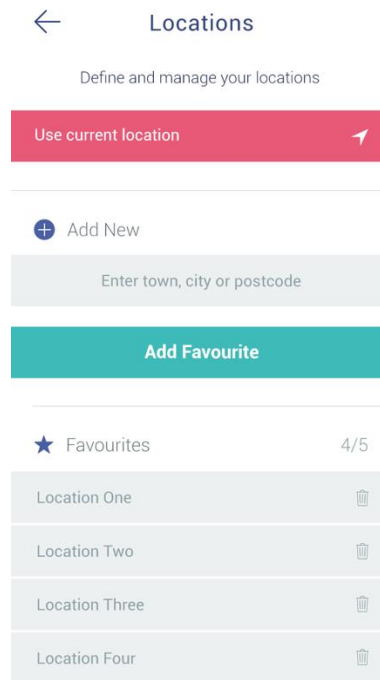 Locations
Define and manage your locations
Use current location
Add New
Enter town, city or postcode
Add Favourite
Favourites 4/5
Location One
Location Two
Location Three
Location Four